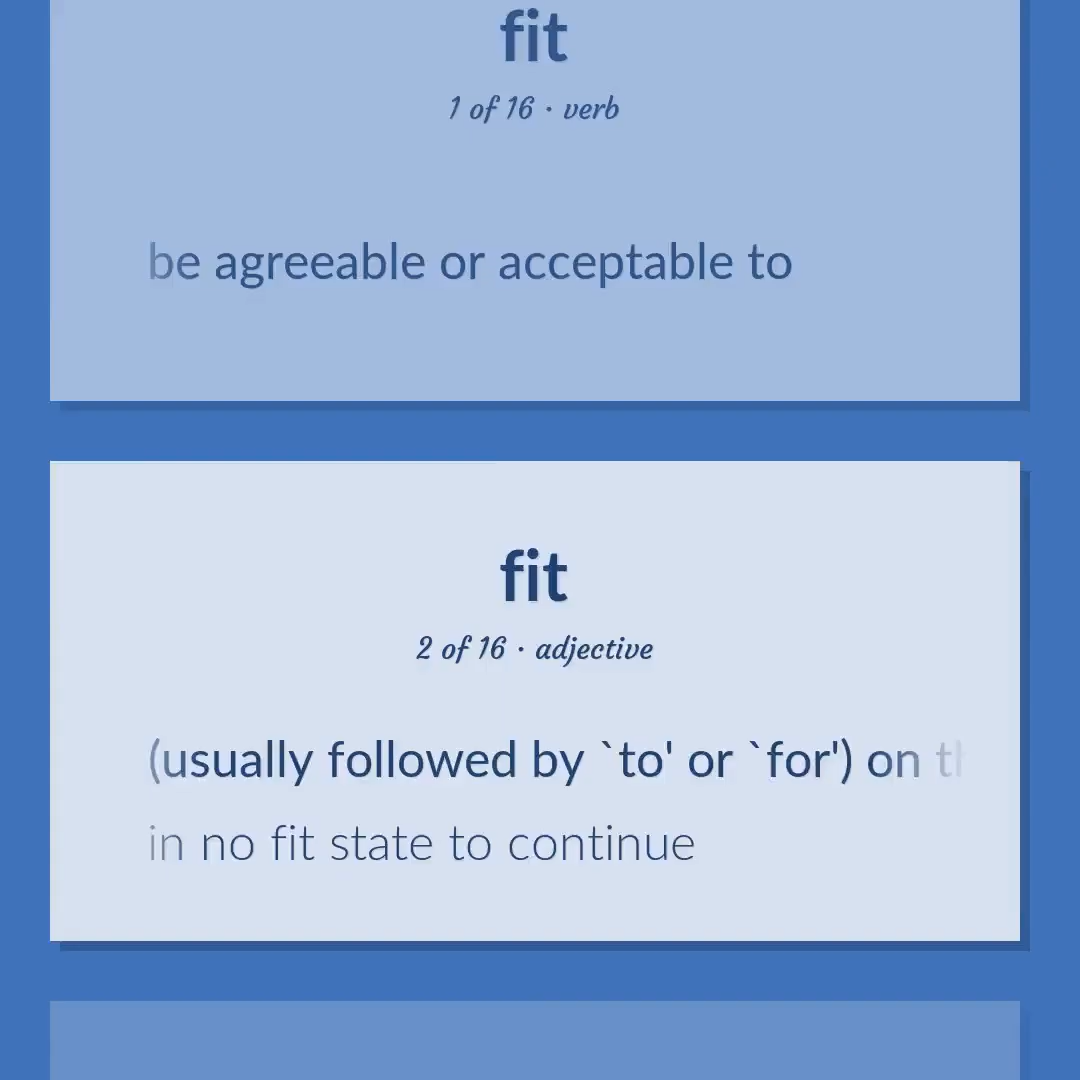 fit
1 of 16 · verb
be agreeable or acceptable to
fit
2 of 16 · adjective
(usually followed by `to' or `for') on
in no fit state to continue